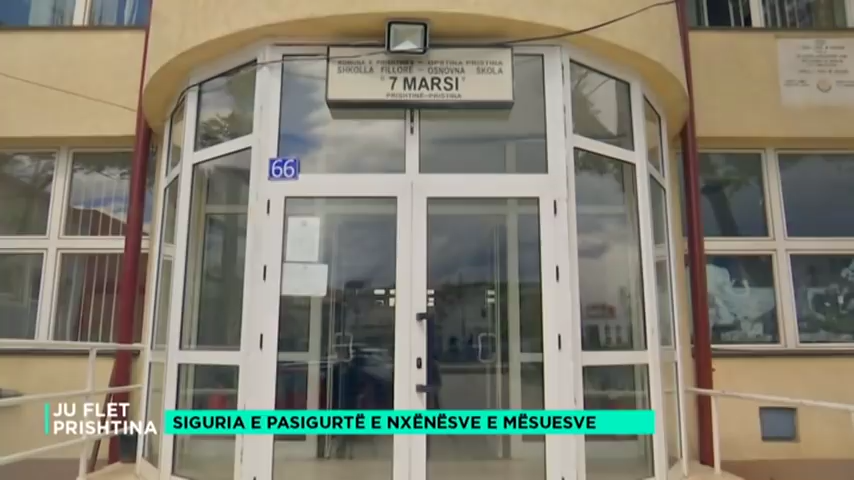 KOMUNA E PRISHTINËS - OPŠTINA PRIŠTINA
SHKOLLA FILLORE - OSNOVNA ŠKOLA
"7 MARSI"
PRISHTINË-PRISTINA
66
JU FLET
PRISHTINA
SIGURIA E PASIGURTË E NXËNËSVE E MËSUESVE